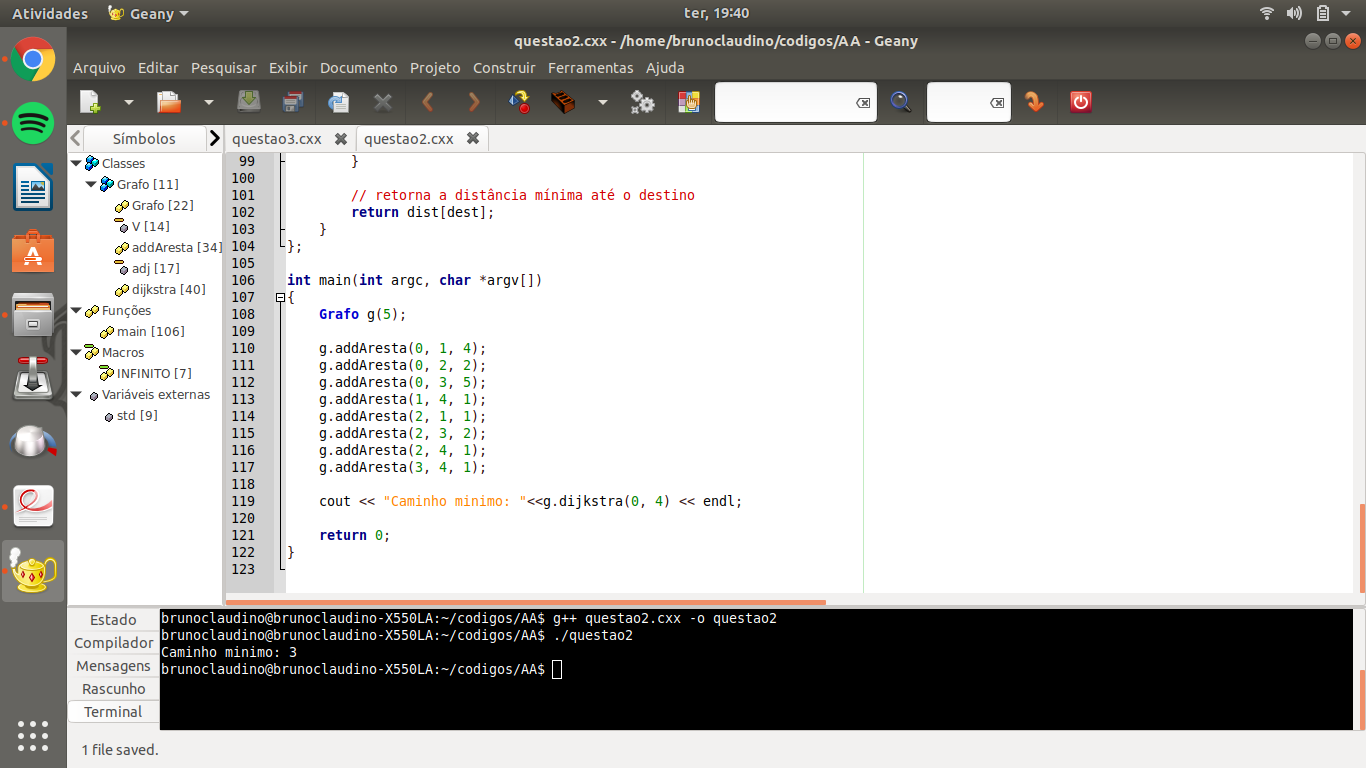 Atividades Geany ter, 19:40
questao2.cxx - /home/brunoclaudino/codigos/AA - Geany
Arquivo Editar Pesquisar Exibir Documento Projeto Construir Ferramentas Ajuda
Símbolos questao3.cxx questao2.cxx
Classes
Grafo [11]
Grafo [22]
V [14]
addAresta [34]
adj [17]
dijkstra [40]
Funções
main [106]
Macros
INFINITO [7]
Variáveis externas
std [9]
99 }
100
101 // retorna a distância mínima até o destino
102 return dist[dest];
103 }
104 };
105
106 int main(int argc, char *argv[])
107 {
108 Grafo g(5);
109
110 g.addAresta(0, 1, 4);
111 g.addAresta(0, 2, 2);
112 g.addAresta(0, 3, 5);
113 g.addAresta(1, 4, 1);
114 g.addAresta(2, 1, 1);
115 g.addAresta(2, 3, 2);
116 g.addAresta(2, 4, 1);
117 g.addAresta(3, 4, 1);
118
119 cout << "Caminho minimo: "<<g.dijkstra(0, 4) << endl;
120
121 return 0;
122 }
123
Estado
Compilador
Mensagens
Rascunho
Terminal
brunoclaudino@brunoclaudino-X550LA:~/codigos/AA$ g++ questao2.cxx -o questao2
brunoclaudino@brunoclaudino-X550LA:~/codigos/AA$ ./questao2
Caminho minimo: 3
brunoclaudino@brunoclaudino-X550LA:~/codigos/AA$
1 file saved.